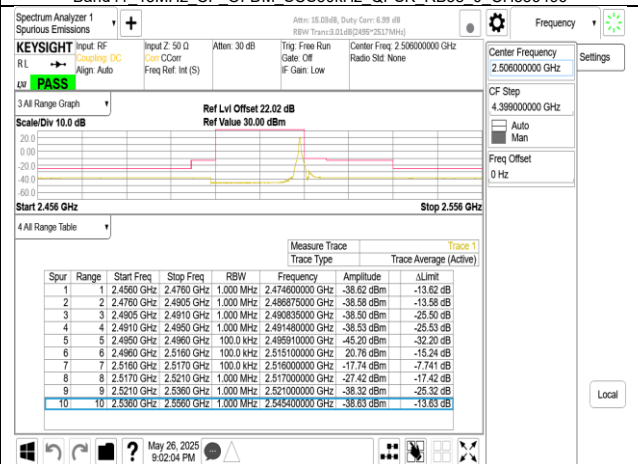 Spectrum Analyzer 1
Spurious Emissions
+
Attn: 15.03dB, Duty Corr: 6.99 dB
RBW Trans:3.01dB(2495~2517MHz)
Frequency
KEYSIGHT
RL
LXI
PASS
Input: RF
Coupling: DC
Align: Auto
Input Z: 50 Ω
Corr CCorr
Freq Ref: Int (S)
Atten: 30 dB
Trig: Free Run
Gate: Off
IF Gain: Low
Center Freq: 2.506000000 GHz
Radio Std: None
Center Frequency
2.506000000 GHz
Settings
CF Step
4.399000000 GHz
Auto
Man
Freq Offset
0 Hz
3 All Range Graph
Scale/Div 10.0 dB
Ref Lvl Offset 22.02 dB
Ref Value 30.00 dBm
20.0
0.00
-20.0
-40.0
-60.0
Start 2.456 GHz
Stop 2.556 GHz
4 All Range Table
Measure Trace Trace 1
Trace Type Trace Average (Active)
Spur Range Start Freq Stop Freq RBW Frequency Amplitude ΔLimit
1 1 2.4560 GHz 2.4760 GHz 1.000 MHz 2.474600000 GHz -38.62 dBm -13.62 dB
2 2 2.4760 GHz 2.4905 GHz 1.000 MHz 2.486875000 GHz -38.58 dBm -13.58 dB
3 3 2.4905 GHz 2.4910 GHz 1.000 MHz 2.490835000 GHz -38.50 dBm -25.50 dB
4 4 2.4910 GHz 2.4950 GHz 1.000 MHz 2.491480000 GHz -38.53 dBm -25.53 dB
5 5 2.4950 GHz 2.4960 GHz 100.0 kHz 2.495910000 GHz -45.20 dBm -32.20 dB
6 6 2.4960 GHz 2.5160 GHz 100.0 kHz 2.515100000 GHz 20.76 dBm -15.24 dB
7 7 2.5160 GHz 2.5170 GHz 100.0 kHz 2.516000000 GHz -17.74 dBm -7.741 dB
8 8 2.5170 GHz 2.5210 GHz 1.000 MHz 2.517000000 GHz -27.42 dBm -17.42 dB
9 9 2.5210 GHz 2.5360 GHz 1.000 MHz 2.521000000 GHz -38.32 dBm -25.32 dB
10 10 2.5360 GHz 2.5560 GHz 1.000 MHz 2.545400000 GHz -38.63 dBm -13.63 dB
Local
?
May 26, 2025
9:02:04 PM